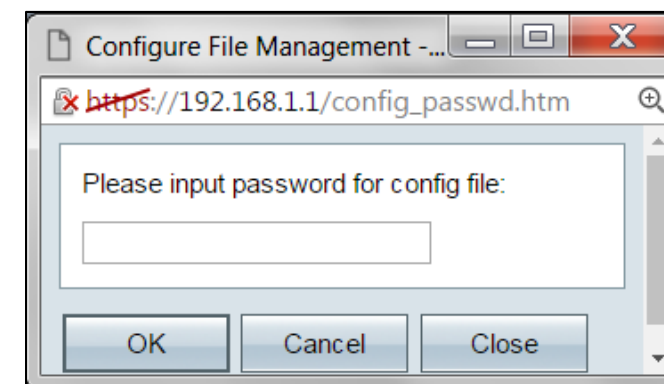 Configure File Management -...
https://192.168.1.1/config_passwd.htm
Please input password for config file:
OK Cancel Close